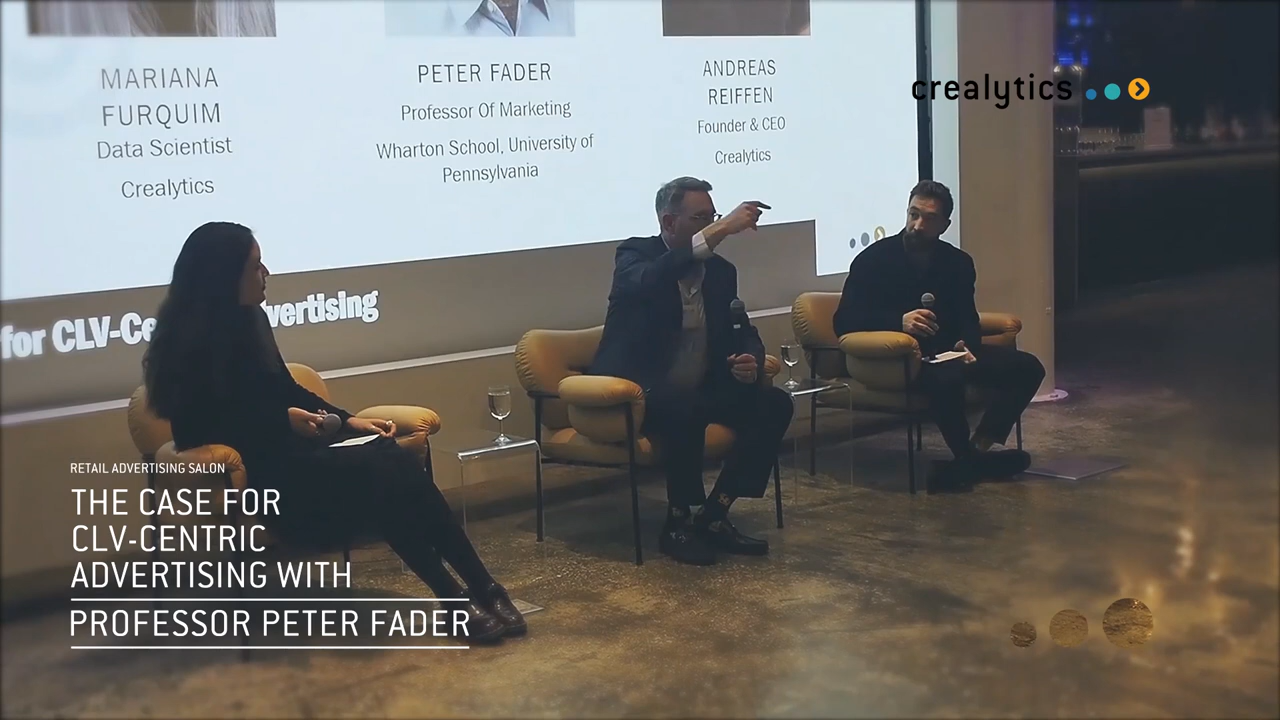 MARIANA
FURQUIM
Data Scientist
Crealytics
PETER FADER
Professor Of Marketing
Wharton School, University of
Pennsylvania
ANDREAS
REIFFEN
Founder & CEO
Crealytics
crealytics
for CLV-Ce vertising
RETAIL ADVERTISING SALON
THE CASE FOR
CLV-CENTRIC
ADVERTISING WITH
PROFESSOR PETER FADER